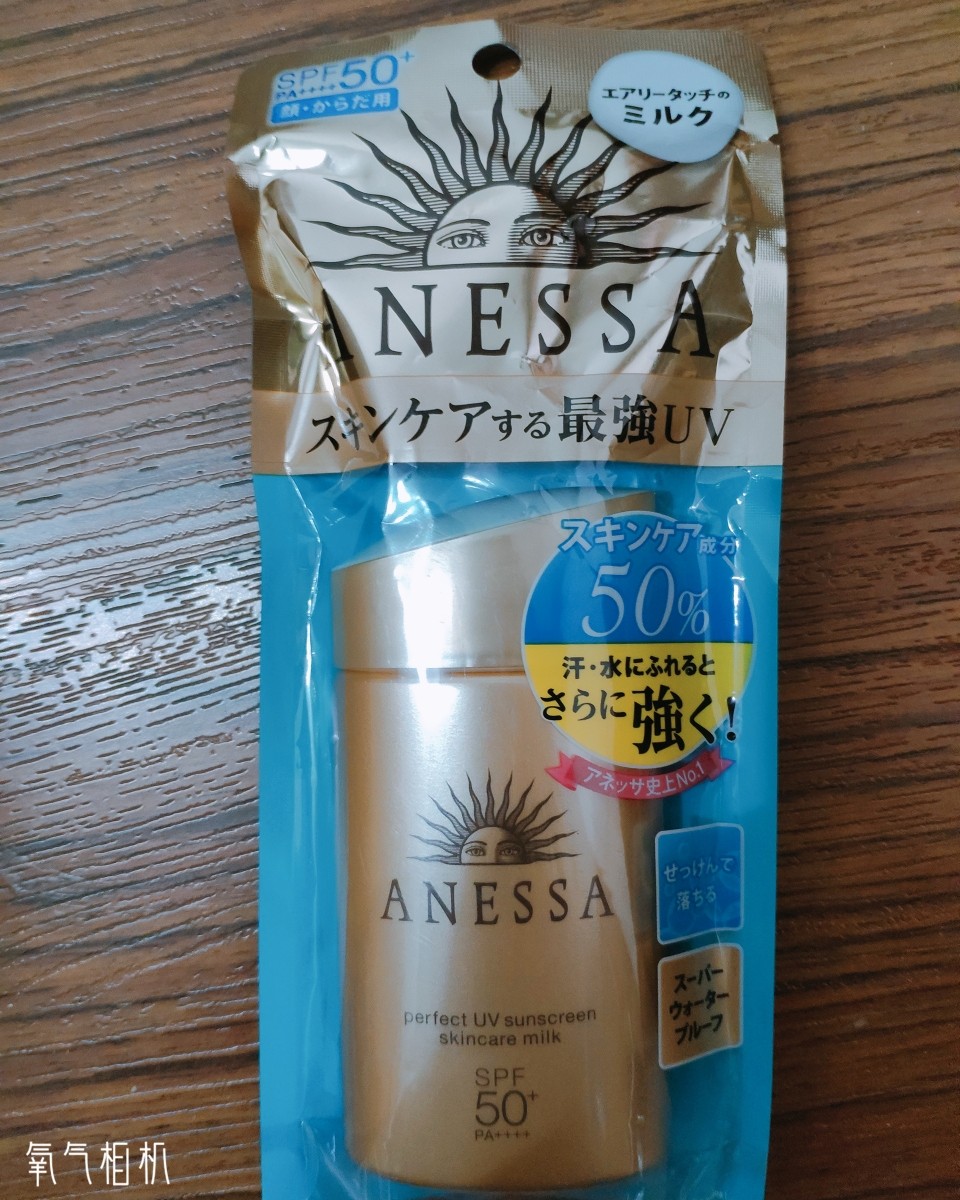 SPF50+
PA++++
顔・からだ用
エアリータッチの
ミルク
ANESSA
スキンケアする最強UV
スキンケア成分
50%
汗・水にふれると
さらに強く!
アネッサ史上No.1
ANESSA
せっけんで
落ちる
スーパー
ウォーター
プルーフ
perfect UV sunscreen
skincare milk
SPF
50+
PA++++
氧气相机